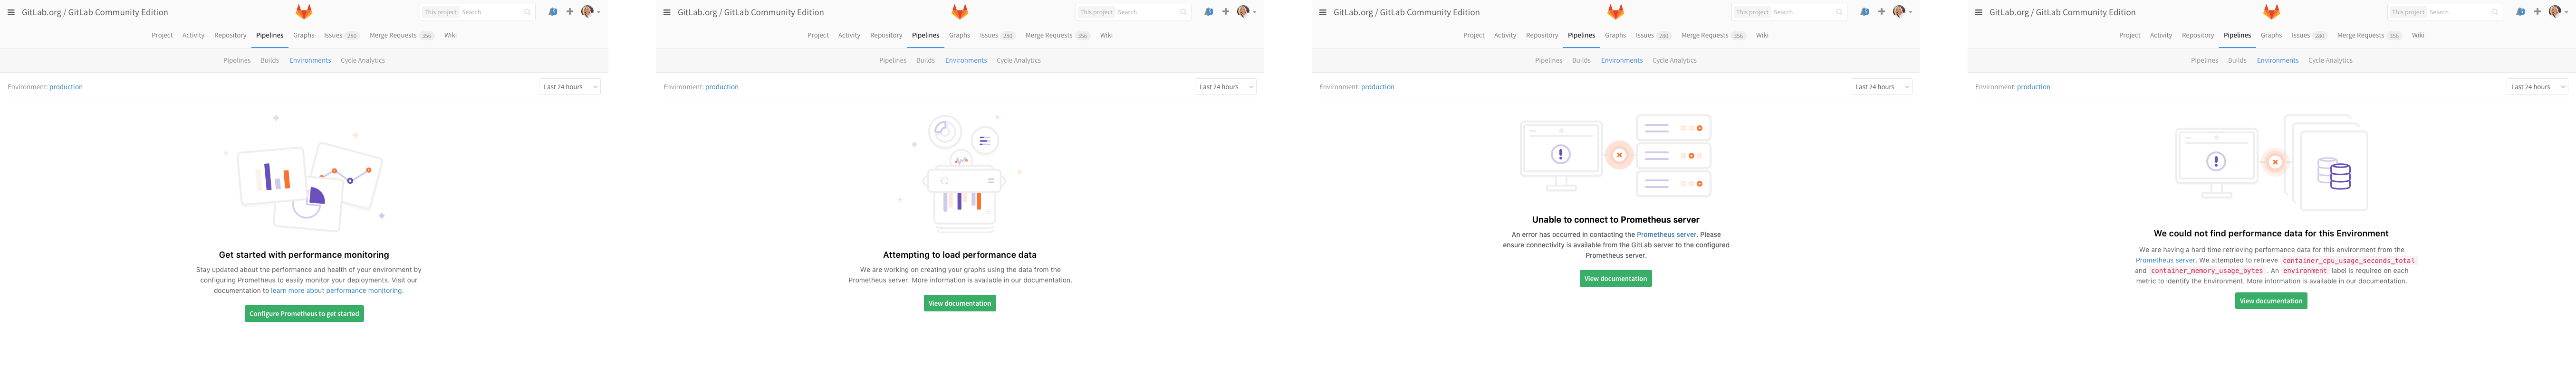 GitLab.org / GitLab Community Edition
This project Search
Project Activity Repository Pipelines Graphs Issues 280 Merge Requests 356 Wiki
Pipelines Builds Environments Cycle Analytics
Environment: production
Last 24 hours
Get started with performance monitoring
Stay updated about the performance and health of your environment by
configuring Prometheus to easily monitor your deployments. Visit our
documentation to learn more about performance monitoring.
Configure Prometheus to get started
GitLab.org / GitLab Community Edition
This project Search
Project Activity Repository Pipelines Graphs Issues 280 Merge Requests 356 Wiki
Pipelines Builds Environments Cycle Analytics
Environment: production
Last 24 hours
Attempting to load performance data
We are working on creating your graphs using the data from the
Prometheus server. More information is available in our documentation.
View documentation
GitLab.org / GitLab Community Edition
This project Search
Project Activity Repository Pipelines Graphs Issues 280 Merge Requests 356 Wiki
Pipelines Builds Environments Cycle Analytics
Environment: production
Last 24 hours
Unable to connect to Prometheus server
An error has occurred in contacting the Prometheus server. Please
ensure connectivity is available from the GitLab server to the configured
Prometheus server.
View documentation
GitLab.org / GitLab Community Edition
This project Search
Project Activity Repository Pipelines Graphs Issues 280 Merge Requests 356 Wiki
Pipelines Builds Environments Cycle Analytics
Environment: production
Last 24 hours
We could not find performance data for this Environment
We are having a hard time retrieving performance data for this environment from the
Prometheus server. We attempted to retrieve container_cpu_usage_seconds_total
and container_memory_usage_bytes . An environment label is required on each
metric to identify the Environment. More information is available in our documentation.
View documentation